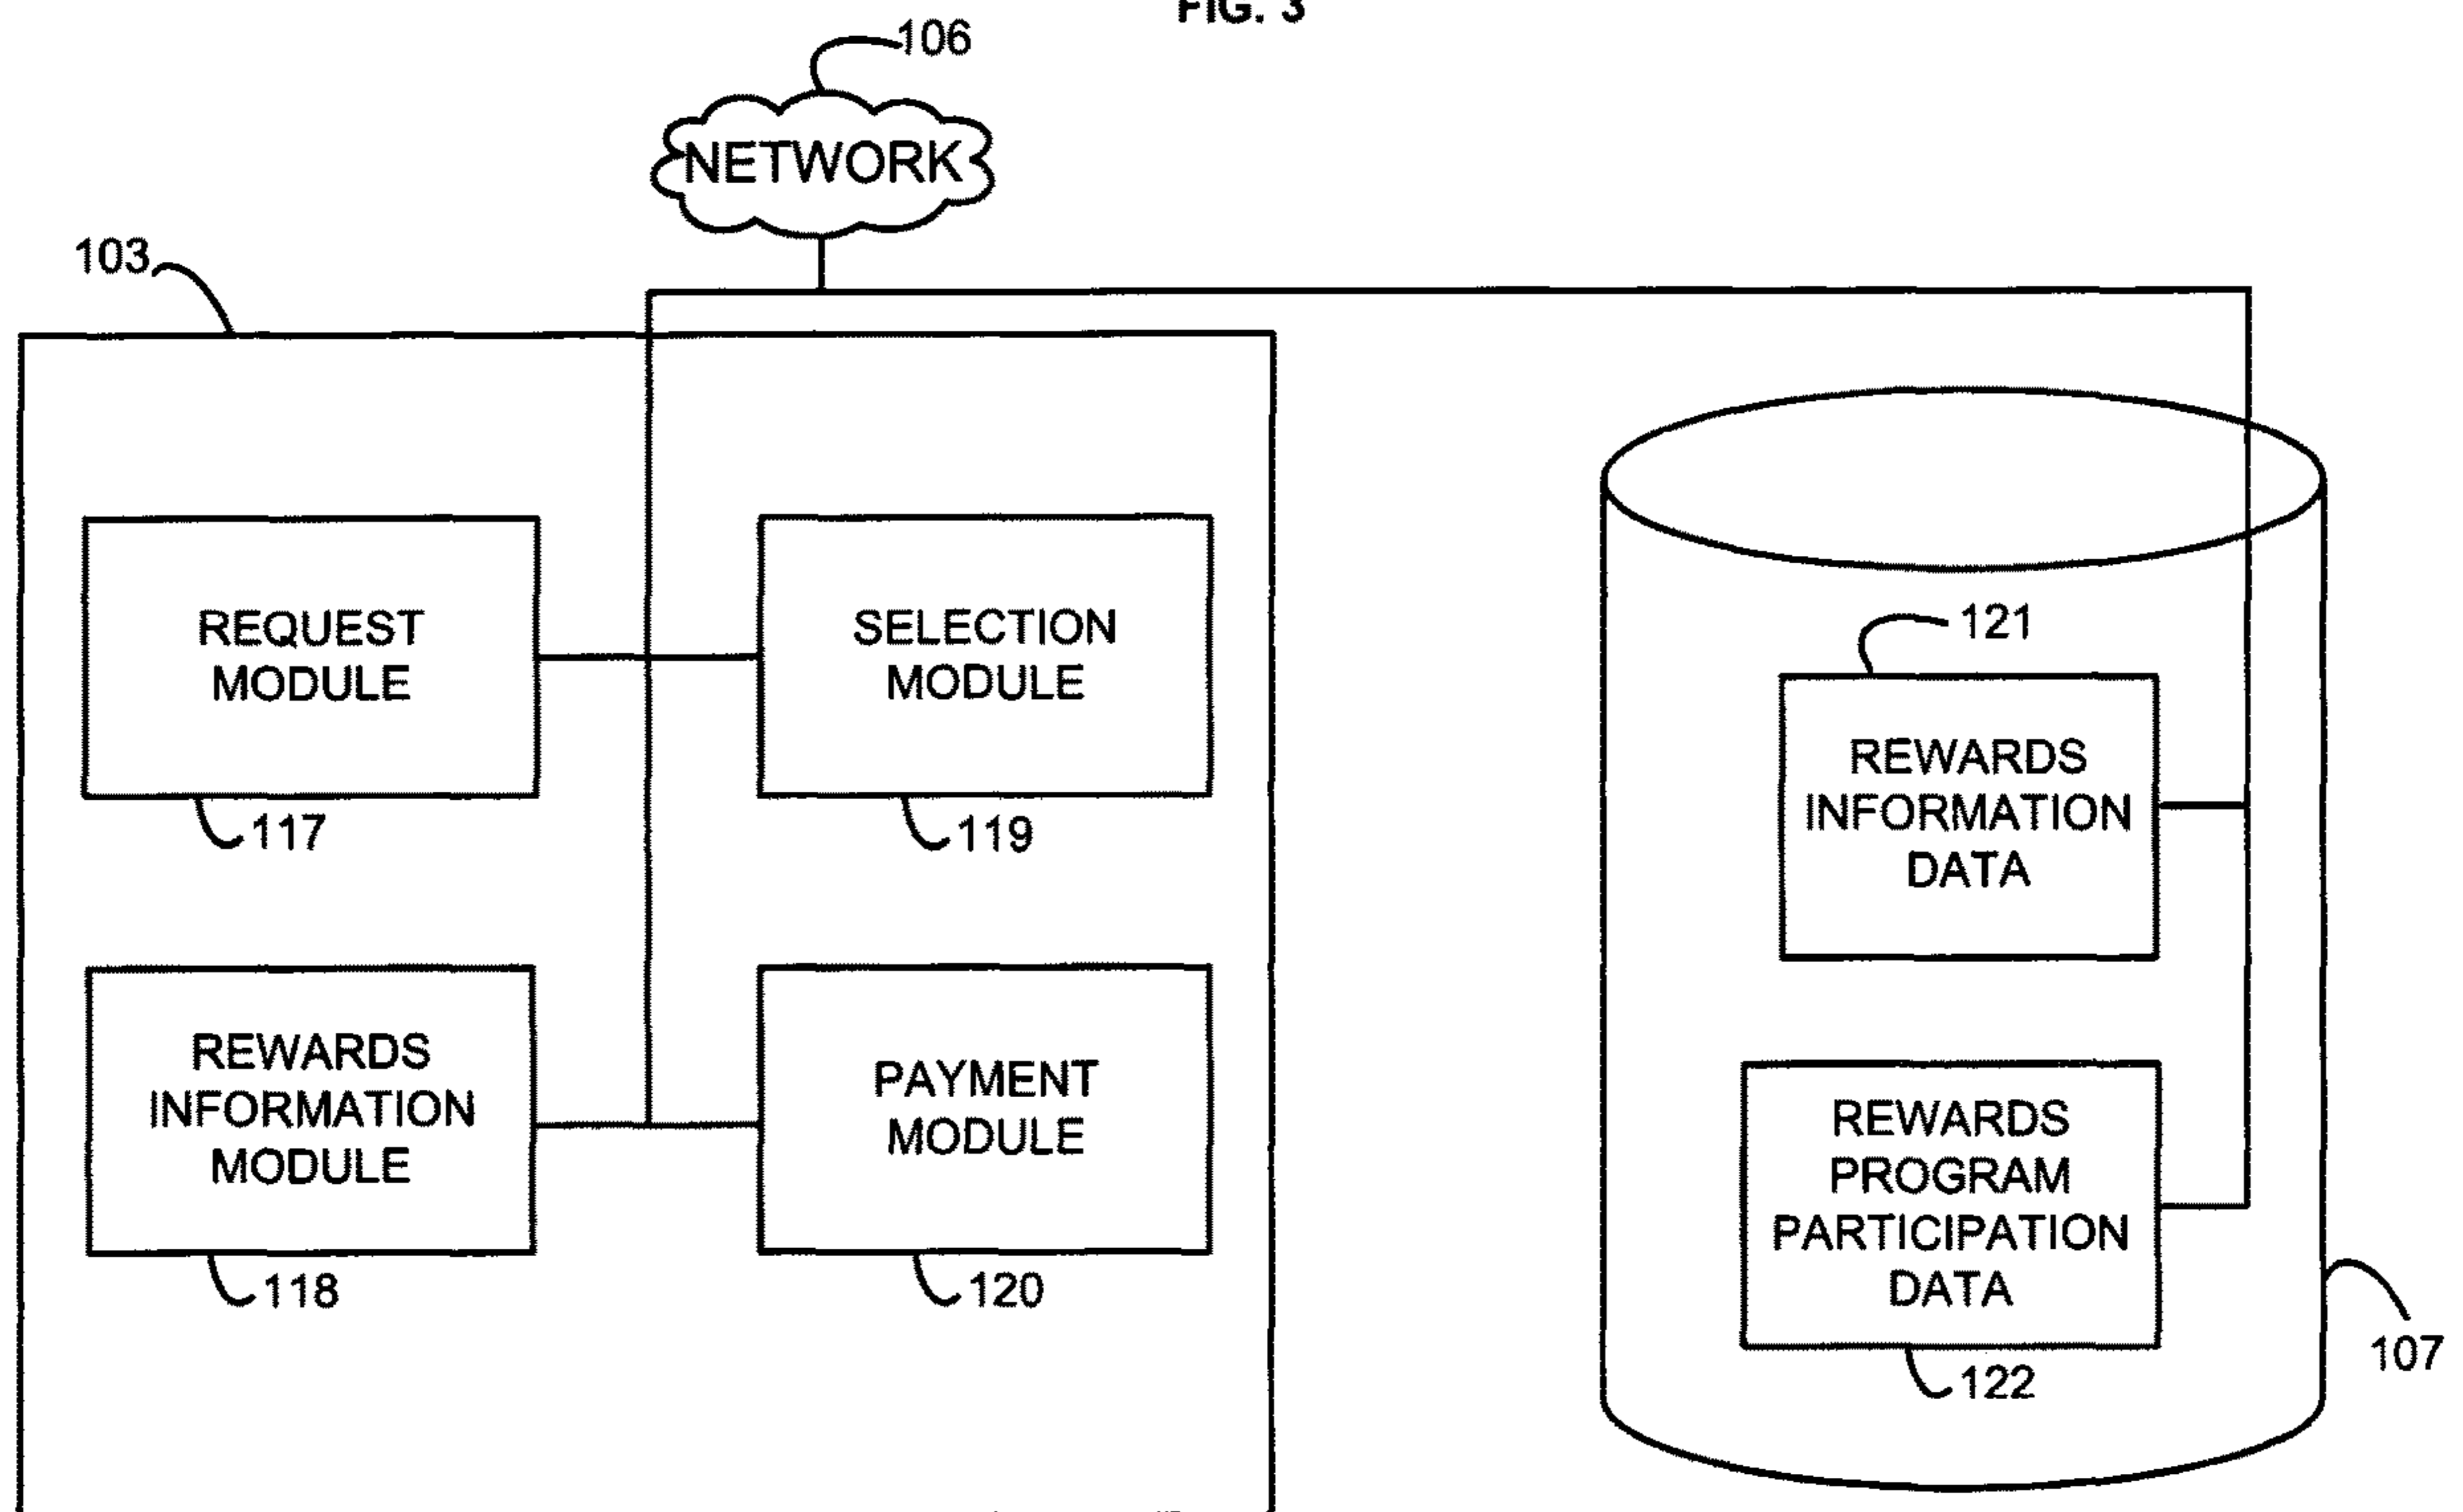 FIG. 3
106
NETWORK
103
REQUEST
MODULE
117
SELECTION
MODULE
119
REWARDS
INFORMATION
MODULE
118
PAYMENT
MODULE
120
121
REWARDS
INFORMATION
DATA
REWARDS
PROGRAM
PARTICIPATION
DATA
122
107